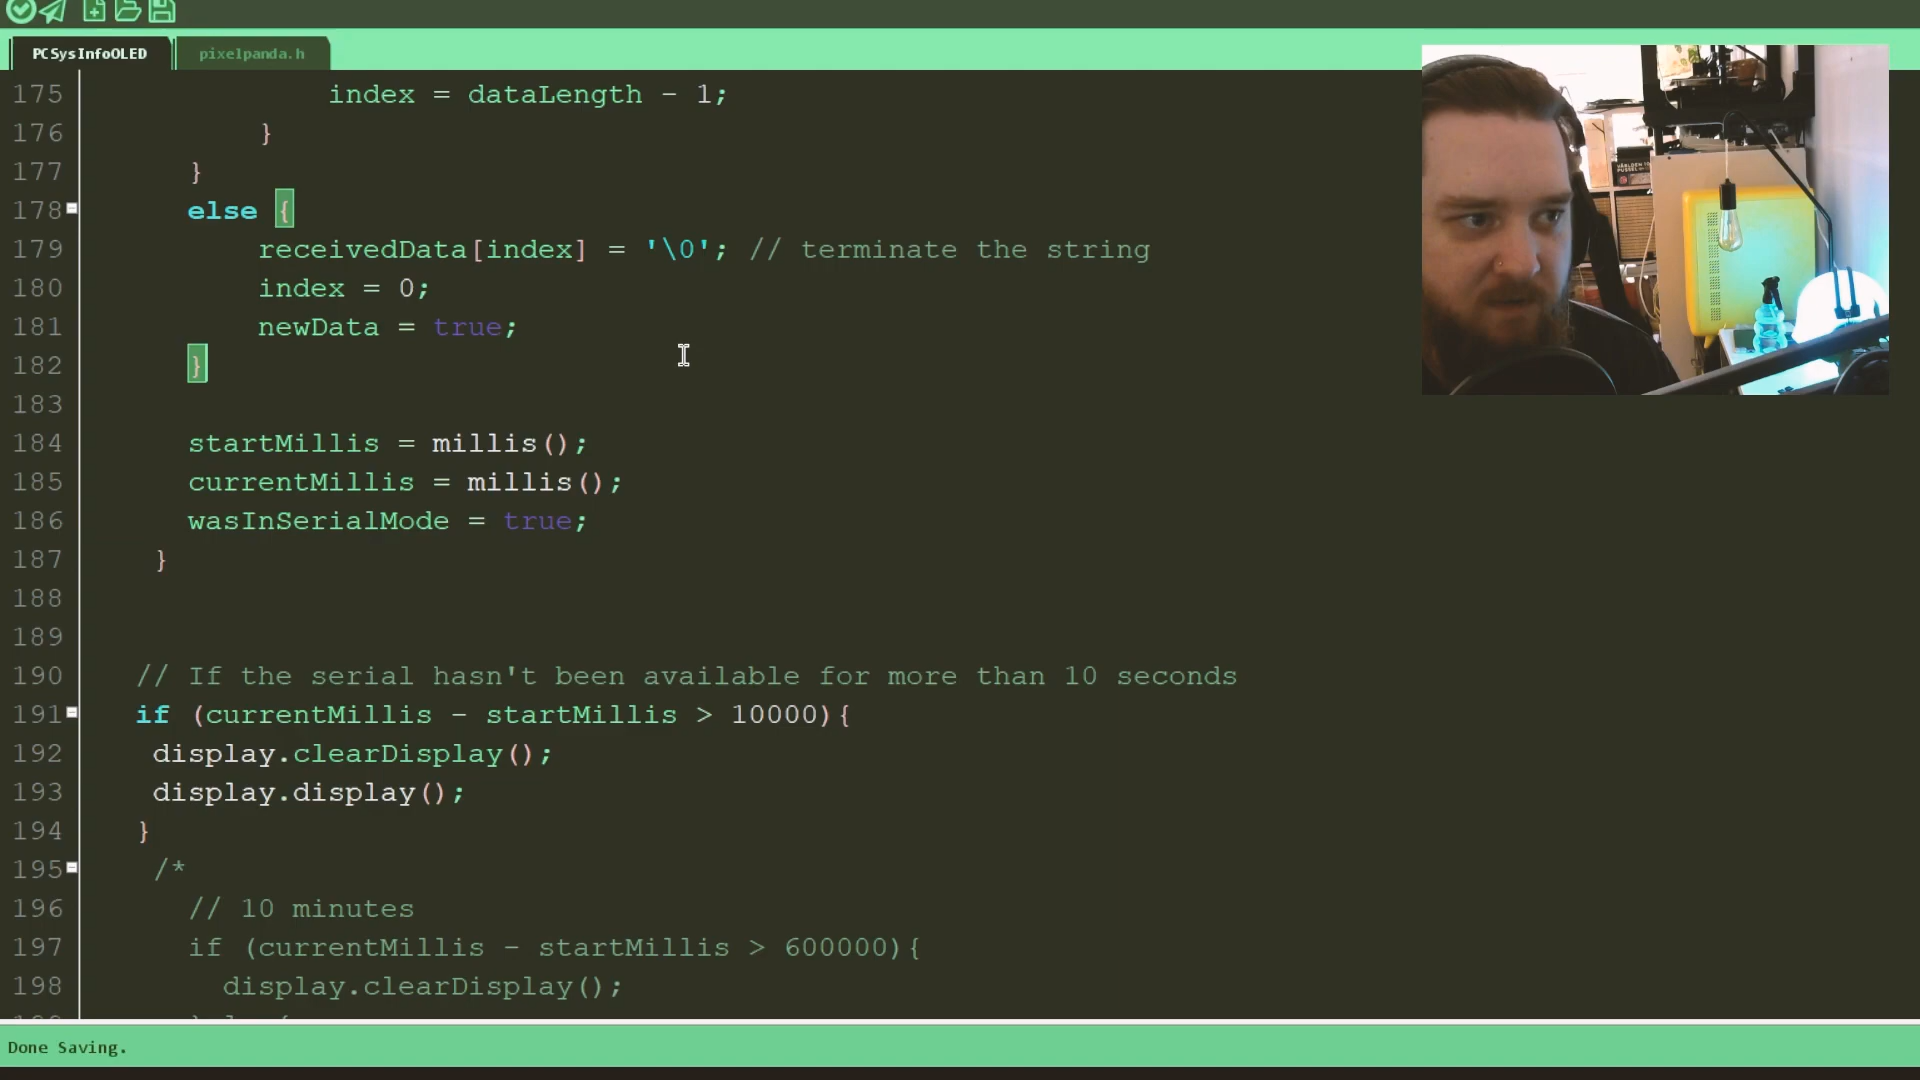 PCSysInfoOLED
pixelpanda.h
175 index = dataLength - 1;
176 }
177 }
178 else {
179 receivedData[index] = '\0'; // terminate the string
180 index = 0;
181 newData = true;
182 }
183
184 startMillis = millis();
185 currentMillis = millis();
186 wasInSerialMode = true;
187 }
188
189
190 // If the serial hasn't been available for more than 10 seconds
191 if (currentMillis - startMillis > 10000){
192 display.clearDisplay();
193 display.display();
194 }
195 /*
196 // 10 minutes
197 if (currentMillis - startMillis > 600000){
198 display.clearDisplay();
Done Saving.